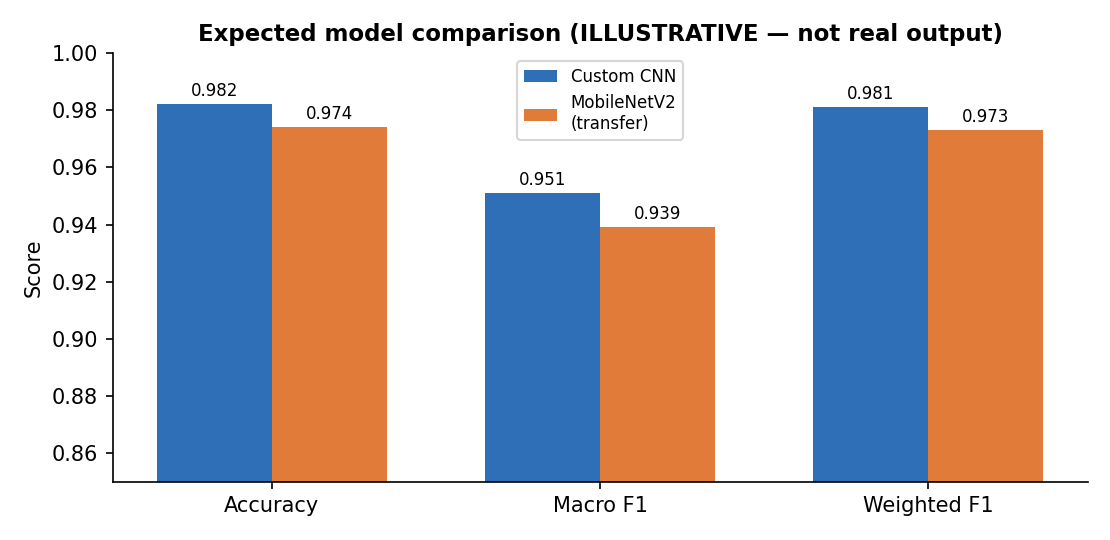 Expected model comparison (ILLUSTRATIVE — not real output)
1.00
0.98
0.96
0.94
0.92
0.90
0.88
0.86
Score
Custom CNN
MobileNetV2
(transfer)
0.982
0.974
0.951
0.939
0.981
0.973
Accuracy
Macro F1
Weighted F1